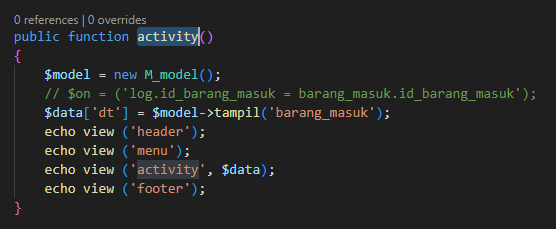 0 references | 0 overrides
public function activity()
{
$model = new M_model();
// $on = ('log.id_barang_masuk = barang_masuk.id_barang_masuk');
$data['dt'] = $model->tampil('barang_masuk');
echo view ('header');
echo view ('menu');
echo view ('activity', $data);
echo view ('footer');
}